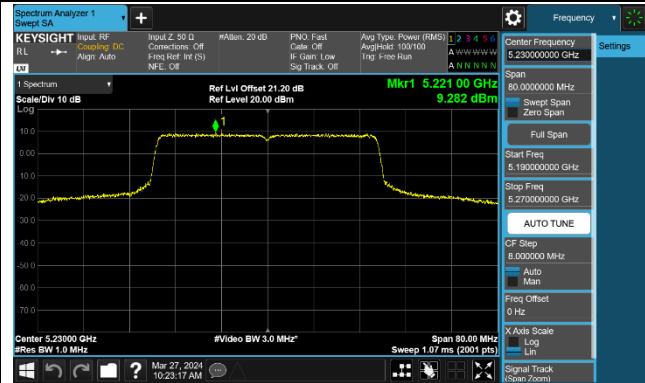 Spectrum Analyzer 1
Swept SA
Frequency
KEYSIGHT
RL
LXI
Input: RF
Coupling: DC
Align: Auto
Input Z: 50 Ω
Corrections: Off
Freq Ref: Int (S)
NFE: Off
#Atten: 20 dB
PNO: Fast
Gate: Off
IF Gain: Low
Sig Track: Off
Avg Type: Power (RMS)
Avg|Hold: 100/100
Trig: Free Run
1 2 3 4 5 6
A W W W W W
A N N N N N
1 Spectrum
Scale/Div 10 dB
Log
Ref Lvl Offset 21.20 dB
Ref Level 20.00 dBm
Mkr1 5.221 00 GHz
9.282 dBm
1
10.0
0.00
-10.0
-20.0
-30.0
-40.0
-50.0
-60.0
-70.0
Center 5.23000 GHz
#Res BW 1.0 MHz
#Video BW 3.0 MHz*
Span 80.00 MHz
Sweep 1.07 ms (2001 pts)
Mar 27, 2024
10:23:17 AM
Center Frequency
5.230000000 GHz
Settings
Span
80.0000000 MHz
Swept Span
Zero Span
Full Span
Start Freq
5.190000000 GHz
Stop Freq
5.270000000 GHz
AUTO TUNE
CF Step
8.000000 MHz
Auto
Man
Freq Offset
0 Hz
X Axis Scale
Log
Lin
Signal Track
(Span Zoom)